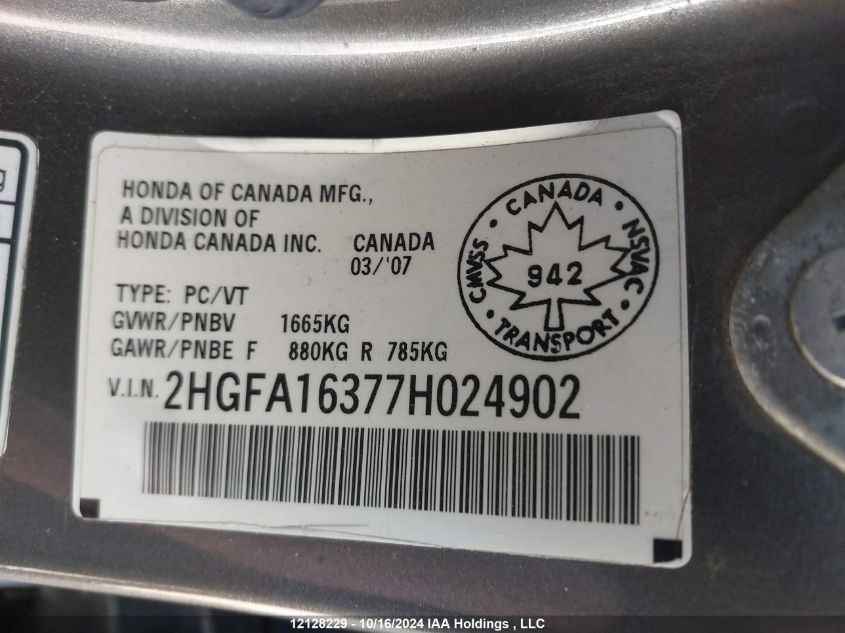 HONDA OF CANADA MFG.,
A DIVISION OF
HONDA CANADA INC. CANADA
03/'07
TYPE: PC/VT
GVWR/PNBV 1665KG
GAWR/PNBE F 880KG R 785KG
V.I.N. 2HGFA16377H024902
CANADA
CMVSS • NSVAC
942
TRANSPORT
g
12128229 - 10/16/2024 IAA Holdings , LLC